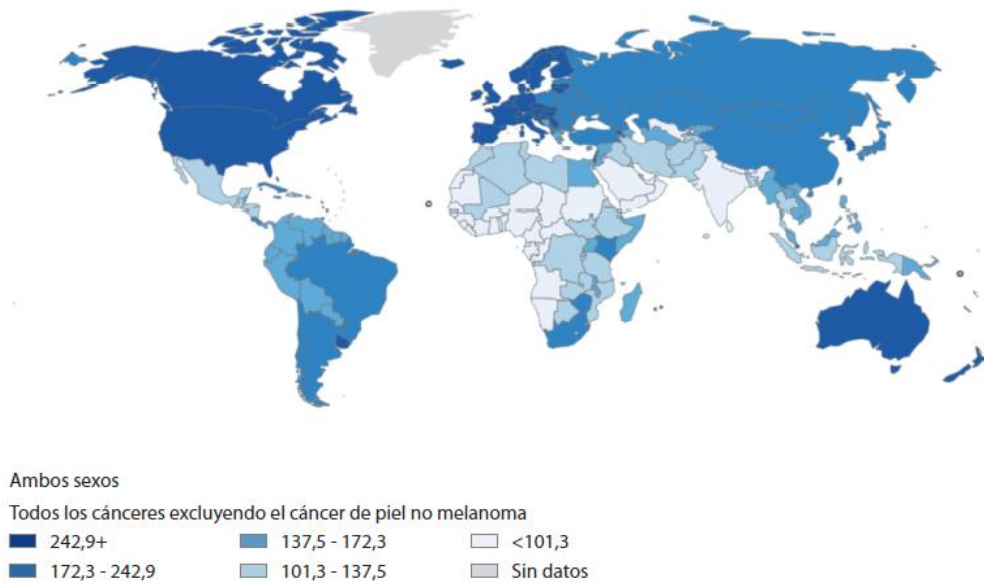 Ambos sexos
Todos los cánceres excluyendo el cáncer de piel no melanoma
242,9+
137,5 - 172,3
<101,3
172,3 - 242,9
101,3 - 137,5
Sin datos